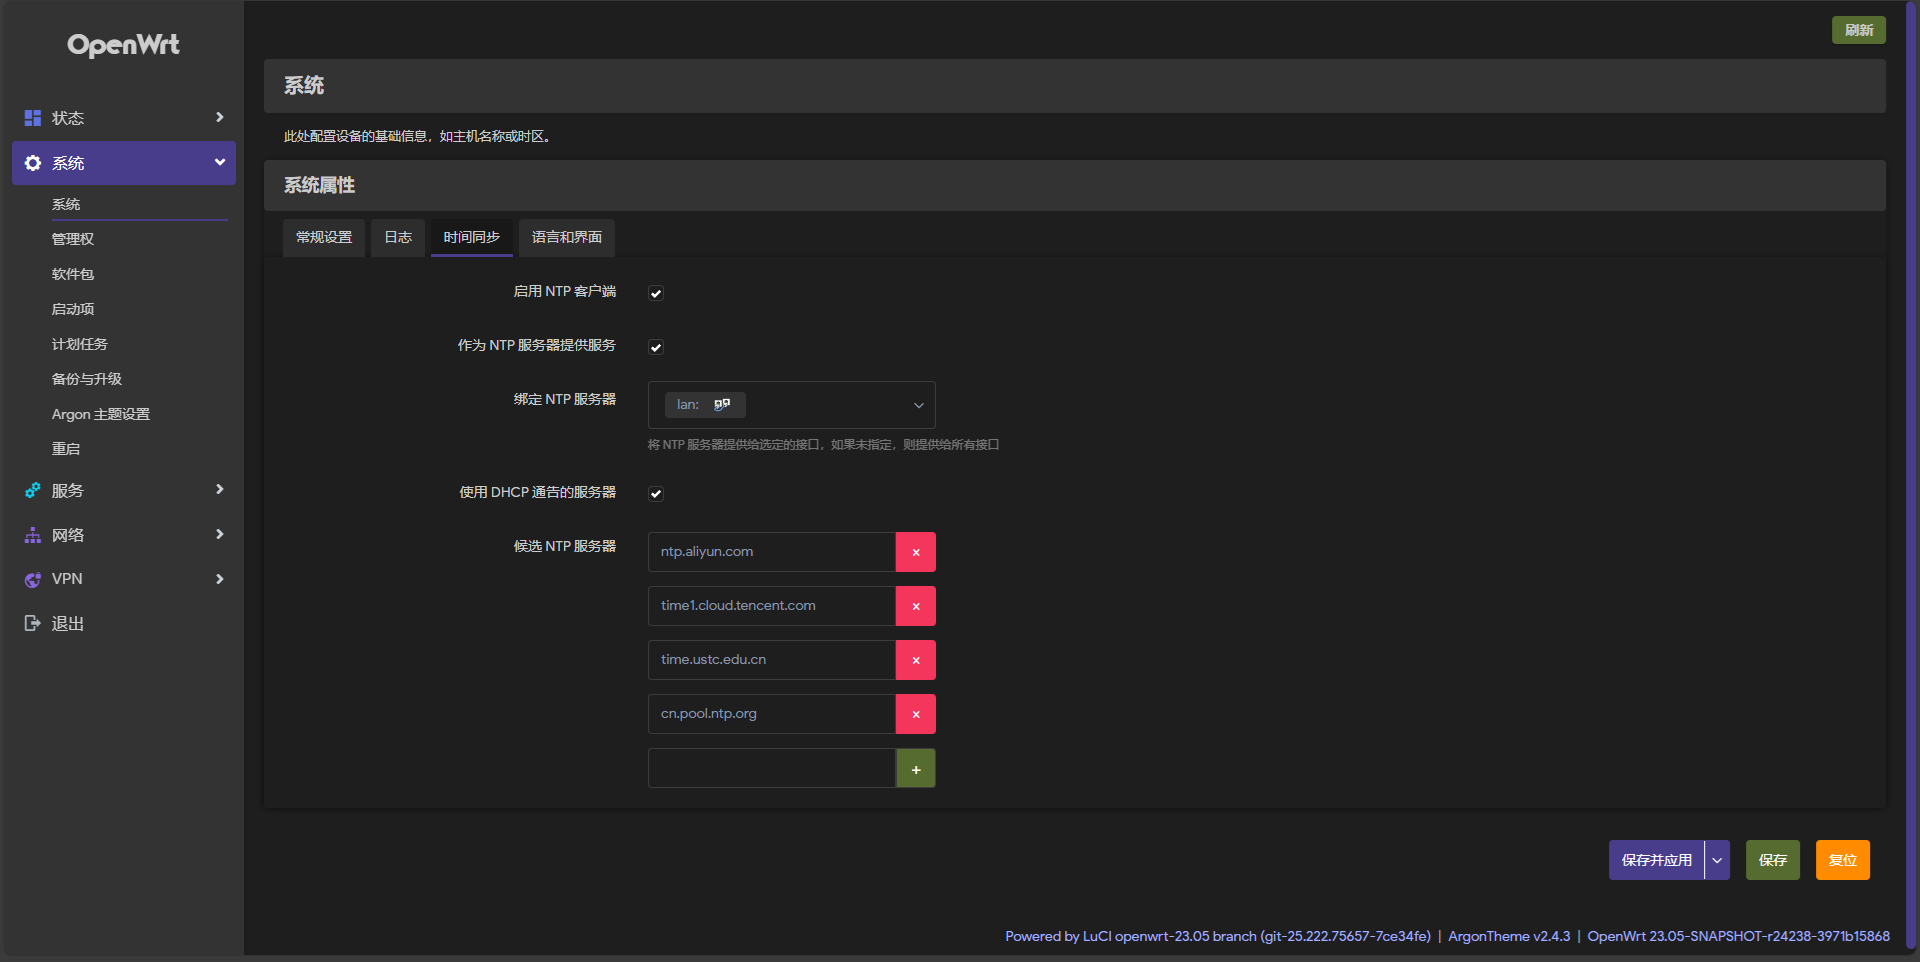 OpenWrt
状态
系统
系统
管理权
软件包
启动项
计划任务
备份与升级
Argon 主题设置
重启
服务
网络
VPN
退出
刷新
系统
此处配置设备的基础信息，如主机名称或时区。
系统属性
常规设置 日志 时间同步 语言和界面
启用 NTP 客户端
作为 NTP 服务器提供服务
绑定 NTP 服务器 lan:
将 NTP 服务器提供给选定的接口，如果未指定，则提供给所有接口
使用 DHCP 通告的服务器
候选 NTP 服务器 ntp.aliyun.com ×
time1.cloud.tencent.com ×
time.ustc.edu.cn ×
cn.pool.ntp.org ×
+
保存并应用 保存 复位
Powered by LuCI openwrt-23.05 branch (git-25.222.75657-7ce34fe) | ArgonTheme v2.4.3 | OpenWrt 23.05-SNAPSHOT-r24238-3971b15868